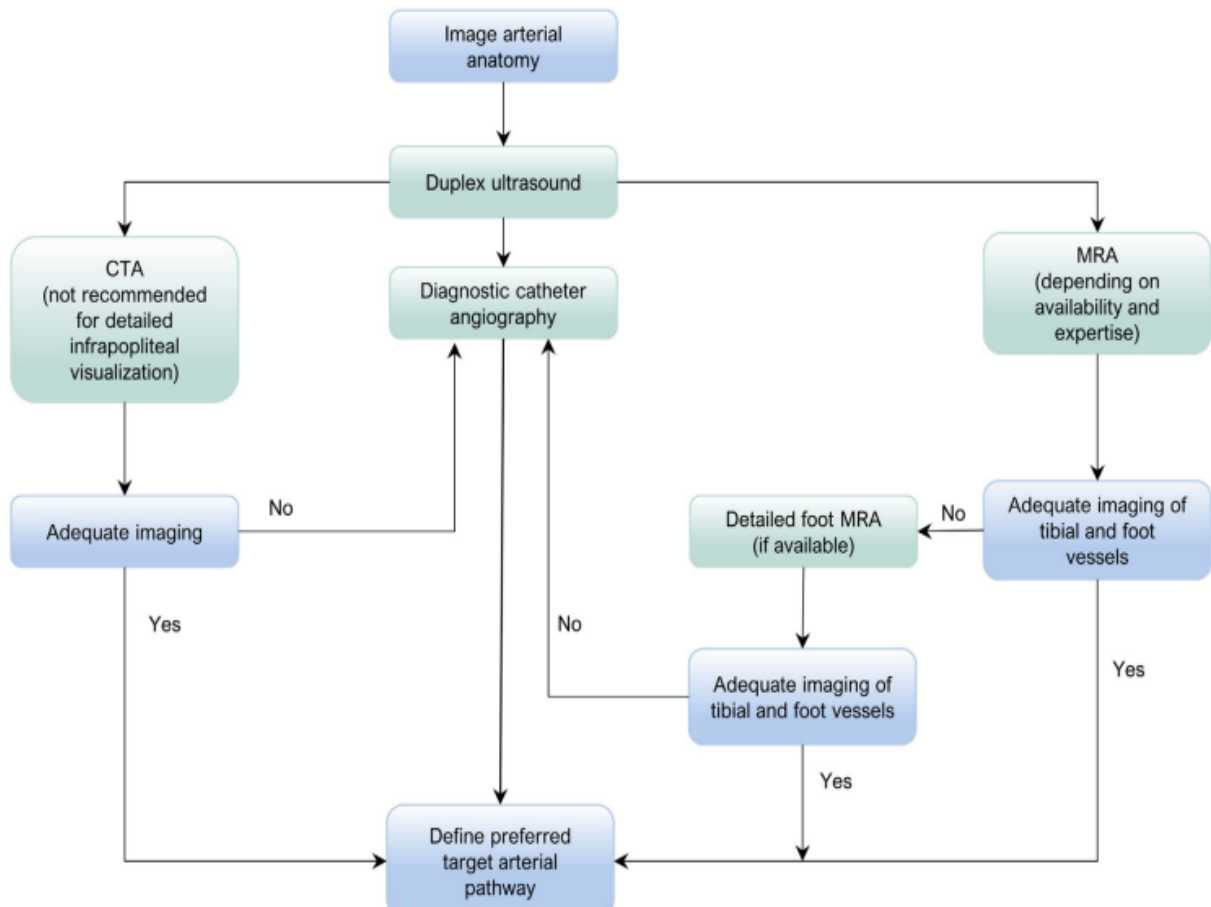 Image arterial
anatomy
Duplex ultrasound
CTA
(not recommended
for detailed
infrapopliteal
visualization)
Diagnostic catheter
angiography
MRA
(depending on
availability and
expertise)
Adequate imaging
No
Detailed foot MRA
(if available)
No
Adequate imaging of
tibial and foot
vessels
Yes
No
Adequate imaging of
tibial and foot vessels
Yes
Yes
Define preferred
target arterial
pathway